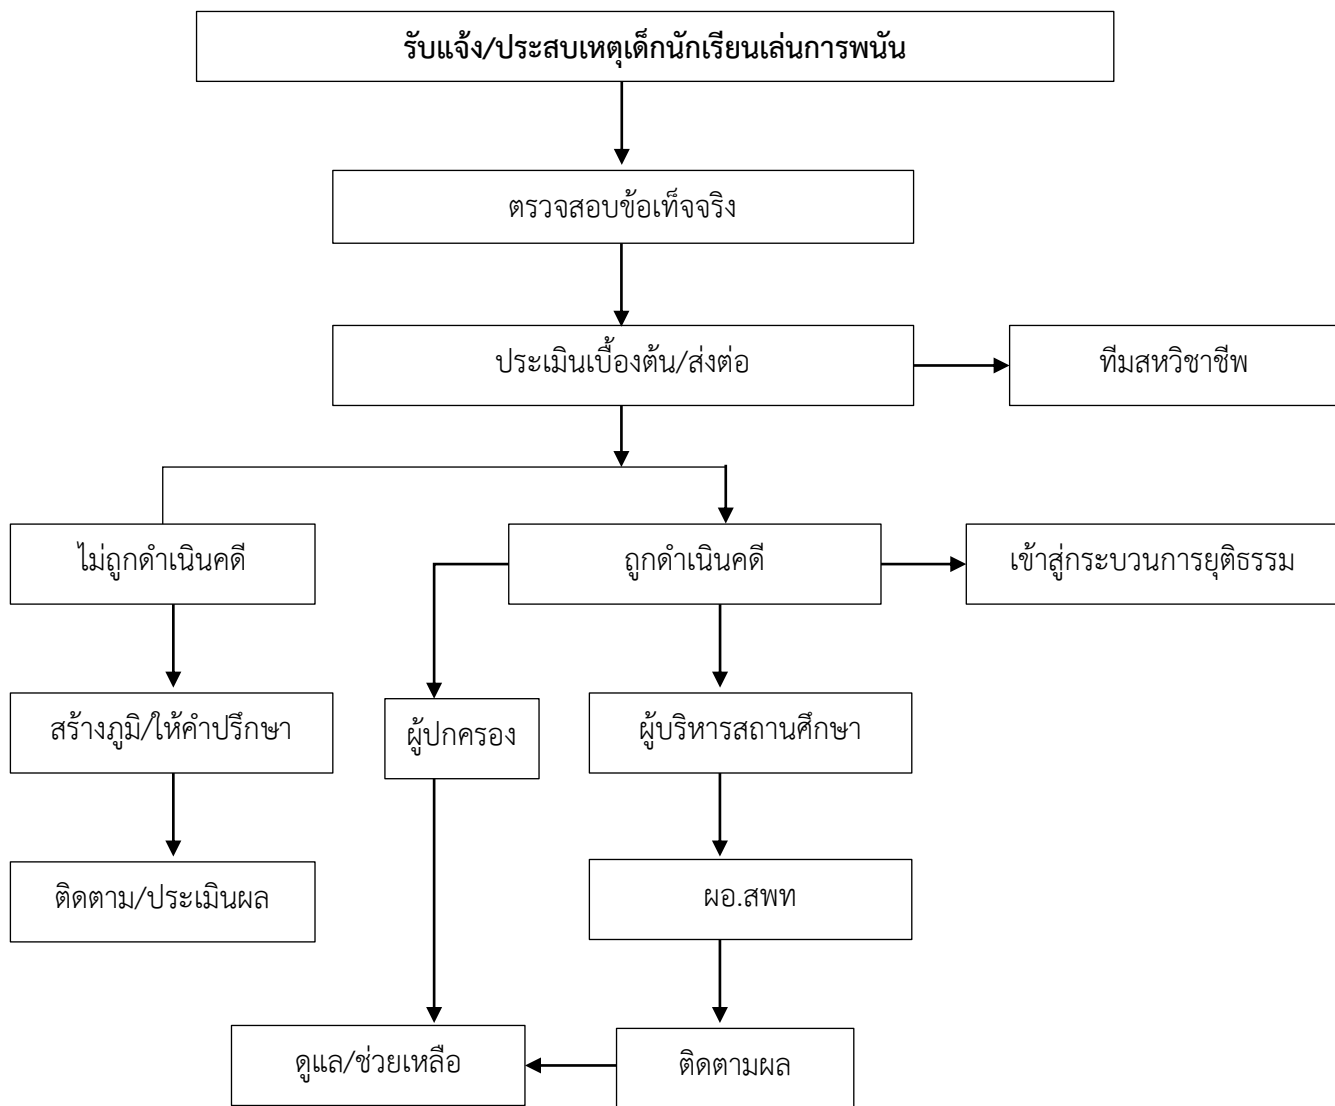 รับแจ้ง/ประสบเหตุเด็กนักเรียนเล่นการพนัน
ตรวจสอบข้อเท็จจริง
ประเมินเบื้องต้น/ส่งต่อ
ทีมสหวิชาชีพ
ไม่ถูกดำเนินคดี
ถูกดำเนินคดี
เข้าสู่กระบวนการยุติธรรม
สร้างภูมิ/ให้คำปรึกษา
ผู้ปกครอง
ผู้บริหารสถานศึกษา
ติดตาม/ประเมินผล
ผอ.สพท
ดูแล/ช่วยเหลือ
ติดตามผล